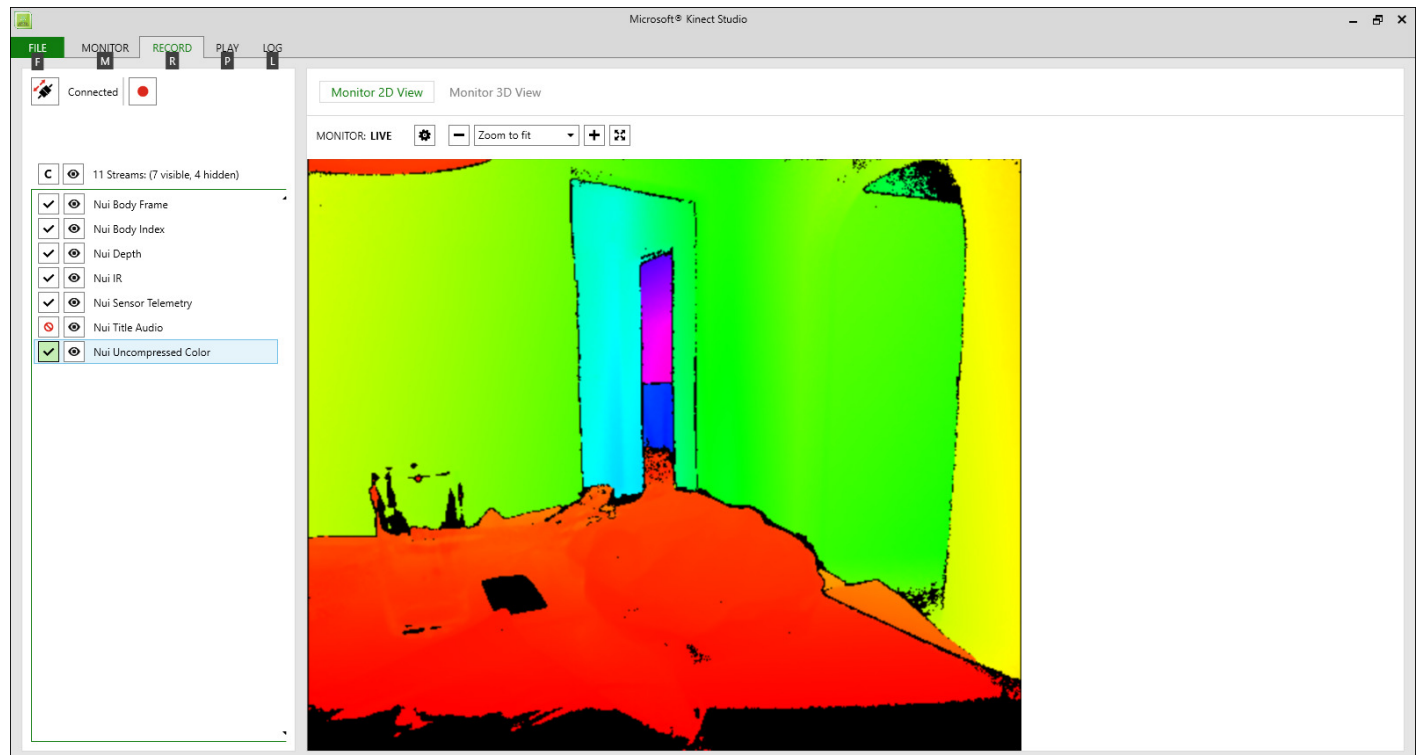 Microsoft® Kinect Studio
FILE MONITOR RECORD PLAY LOG
F M R P L
Connected
Monitor 2D View Monitor 3D View
MONITOR: LIVE Zoom to fit
C 11 Streams: (7 visible, 4 hidden)
Nui Body Frame
Nui Body Index
Nui Depth
Nui IR
Nui Sensor Telemetry
Nui Title Audio
Nui Uncompressed Color